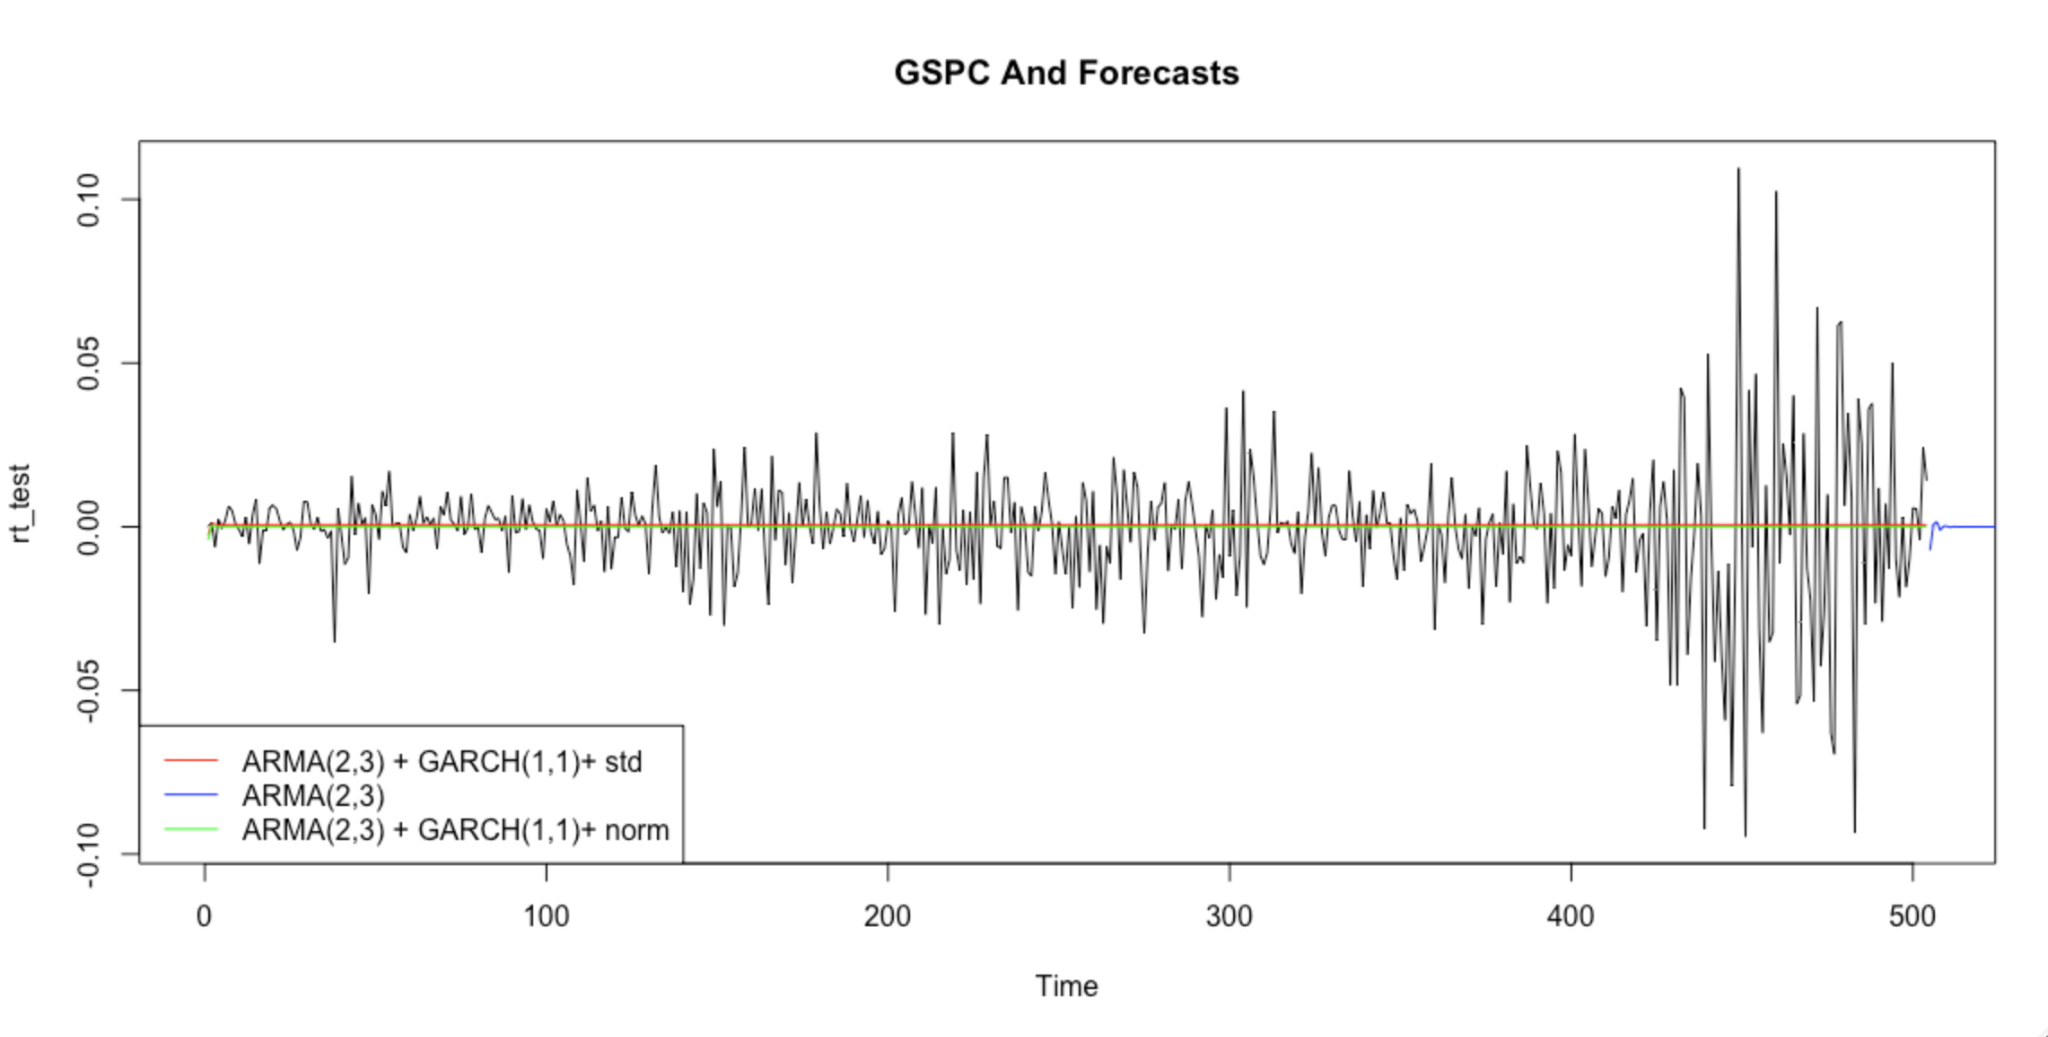 GSPC And Forecasts
rt_test
0.10
0.05
0.00
-0.05
-0.10
ARMA(2,3) + GARCH(1,1)+ std
ARMA(2,3)
ARMA(2,3) + GARCH(1,1)+ norm
0 100 200 300 400 500
Time